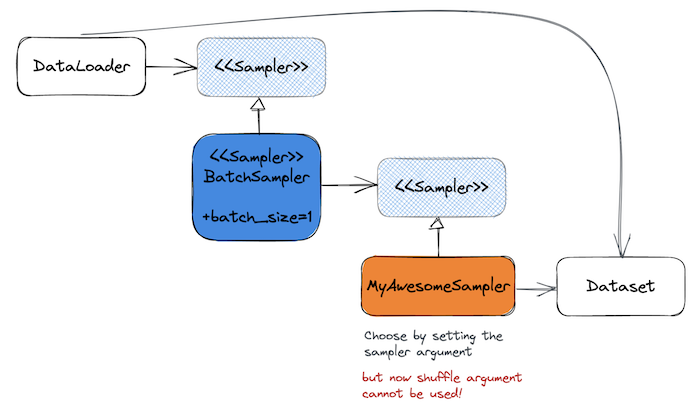 DataLoader
<<Sampler>>
<<Sampler>>
BatchSampler
+batch_size=1
<<Sampler>>
MyAwesomeSampler
Dataset
Choose by setting the
sampler argument
but now shuffle argument
cannot be used!